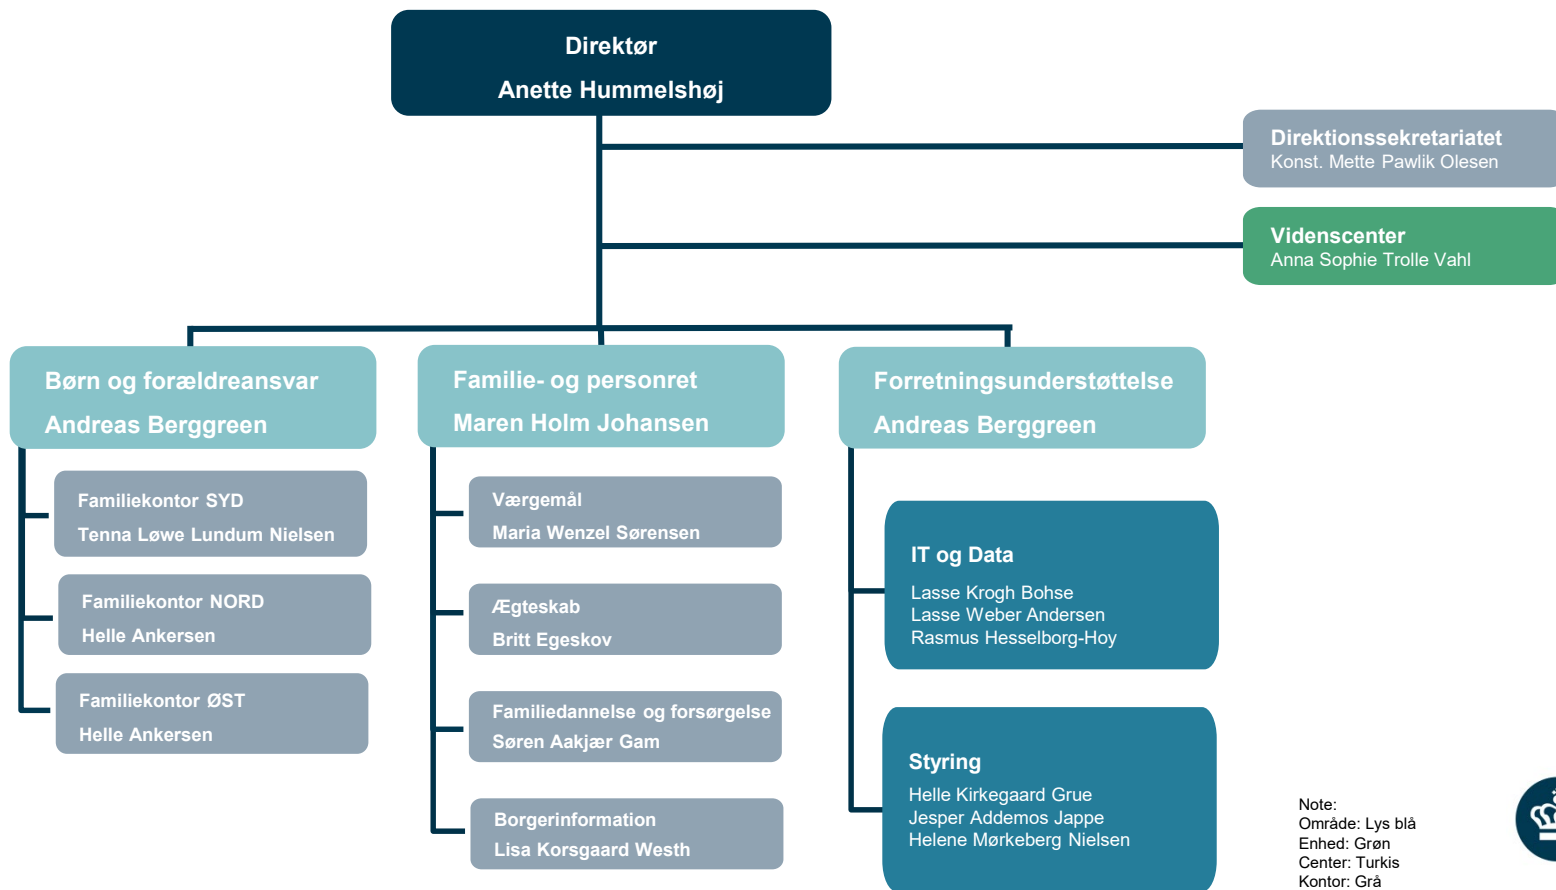 Direktør
Anette Hummelshøj
Direktionssekretariatet
Konst. Mette Pawlik Olesen
Videnscenter
Anna Sophie Trolle Vahl
Børn og forældreansvar
Andreas Berggreen
Familiekontor SYD
Tenna Løwe Lundum Nielsen
Familiekontor NORD
Helle Ankersen
Familiekontor ØST
Helle Ankersen
Familie- og personret
Maren Holm Johansen
Værgemål
Maria Wenzel Sørensen
Ægteskab
Britt Egeskov
Familiedannelse og forsørgelse
Søren Aakjær Gam
Borgerinformation
Lisa Korsgaard Westh
Forretningsunderstøttelse
Andreas Berggreen
IT og Data
Lasse Krogh Bohse
Lasse Weber Andersen
Rasmus Hesselborg-Hoy
Styring
Helle Kirkegaard Grue
Jesper Addemos Jappe
Helene Mørkeberg Nielsen
Note:
Område: Lys blå
Enhed: Grøn
Center: Turkis
Kontor: Grå